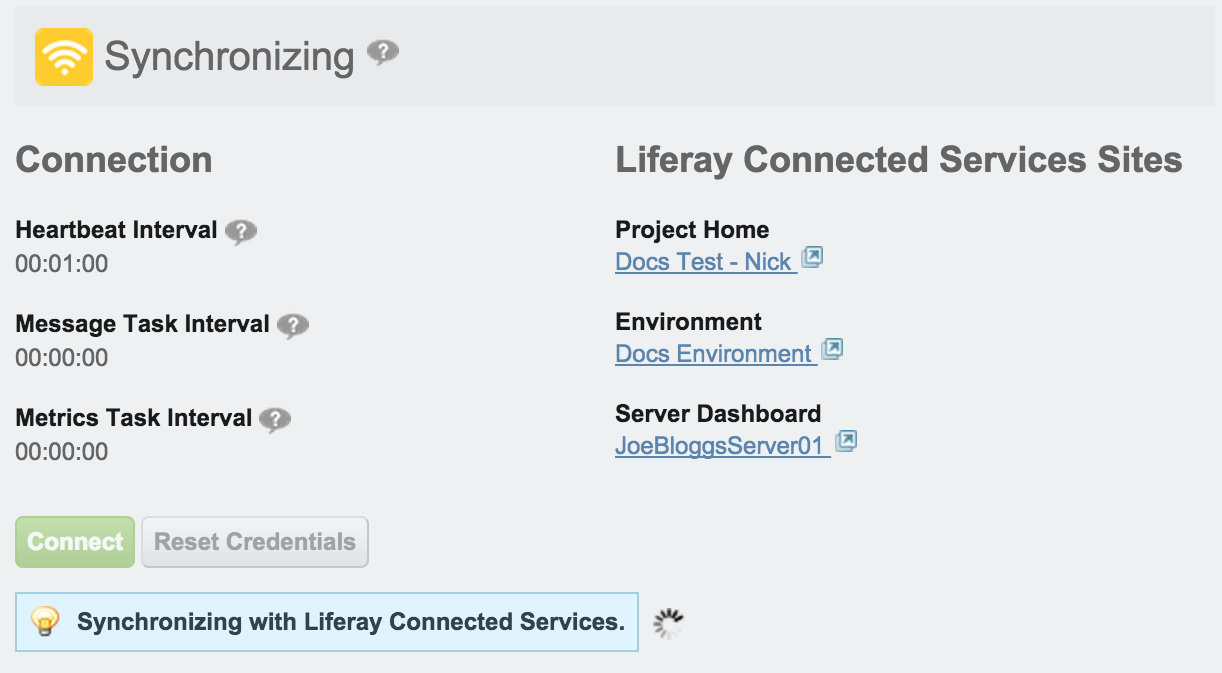 Synchronizing
Connection
Heartbeat Interval
00:01:00
Message Task Interval
00:00:00
Metrics Task Interval
00:00:00
Liferay Connected Services Sites
Project Home
Docs Test - Nick
Environment
Docs Environment
Server Dashboard
JoeBloggsServer01
Connect Reset Credentials
Synchronizing with Liferay Connected Services.